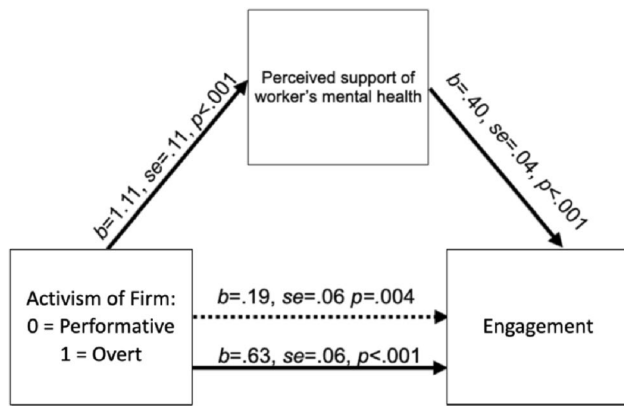 Perceived support of
worker's mental health
b=1.11, se=.11, p<.001
b=.40, se=.04, p<.001
Activism of Firm:
0 = Performative
1 = Overt
b=.19, se=.06 p=.004
b=.63, se=.06, p<.001
Engagement